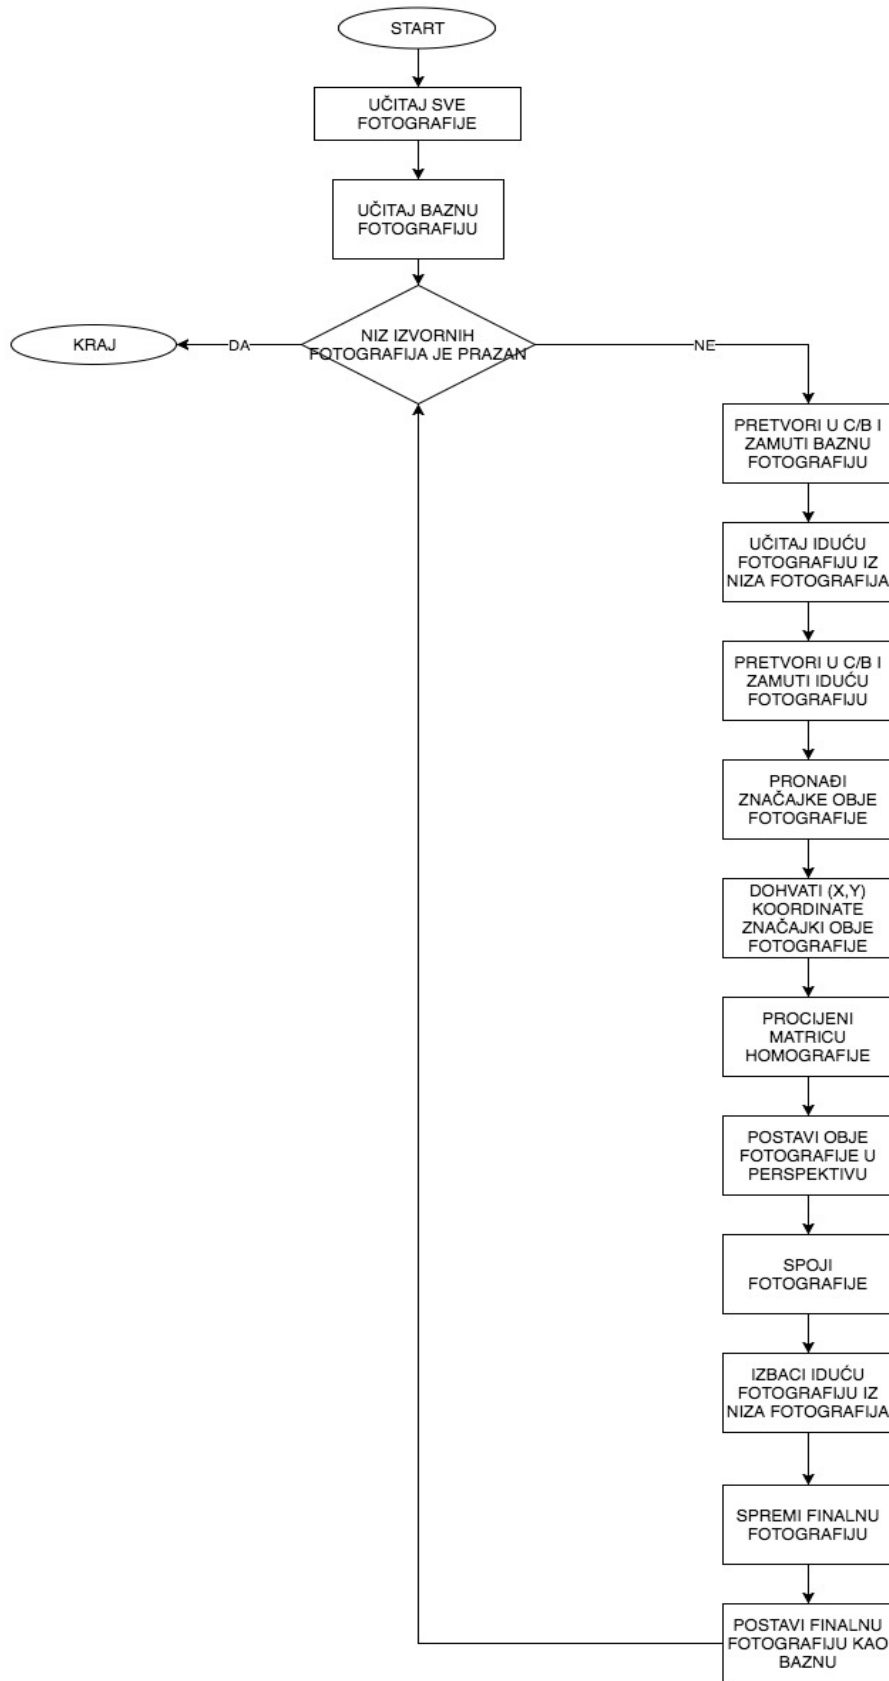 START
UČITAJ SVE
FOTOGRAFIJE
UČITAJ BAZNU
FOTOGRAFIJU
NIZ IZVORNIH
FOTOGRAFIJA JE PRAZAN
DA
KRAJ
NE
PRETVORI U C/B I
ZAMUTI BAZNU
FOTOGRAFIJU
UČITAJ IDUĆU
FOTOGRAFIJU IZ
NIZA FOTOGRAFIJA
PRETVORI U C/B I
ZAMUTI IDUĆU
FOTOGRAFIJU
PRONAĐI
ZNAČAJKE OBJE
FOTOGRAFIJE
DOHVATI (X,Y)
KOORDINATE
ZNAČAJKI OBJE
FOTOGRAFIJE
PROCIJENI
MATRICU
HOMOGRAFIJE
POSTAVI OBJE
FOTOGRAFIJE U
PERSPEKTIVU
SPOJI
FOTOGRAFIJE
IZBACI IDUĆU
FOTOGRAFIJU IZ
NIZA FOTOGRAFIJA
SPREMI FINALNU
FOTOGRAFIJU
POSTAVI FINALNU
FOTOGRAFIJU KAO
BAZNU